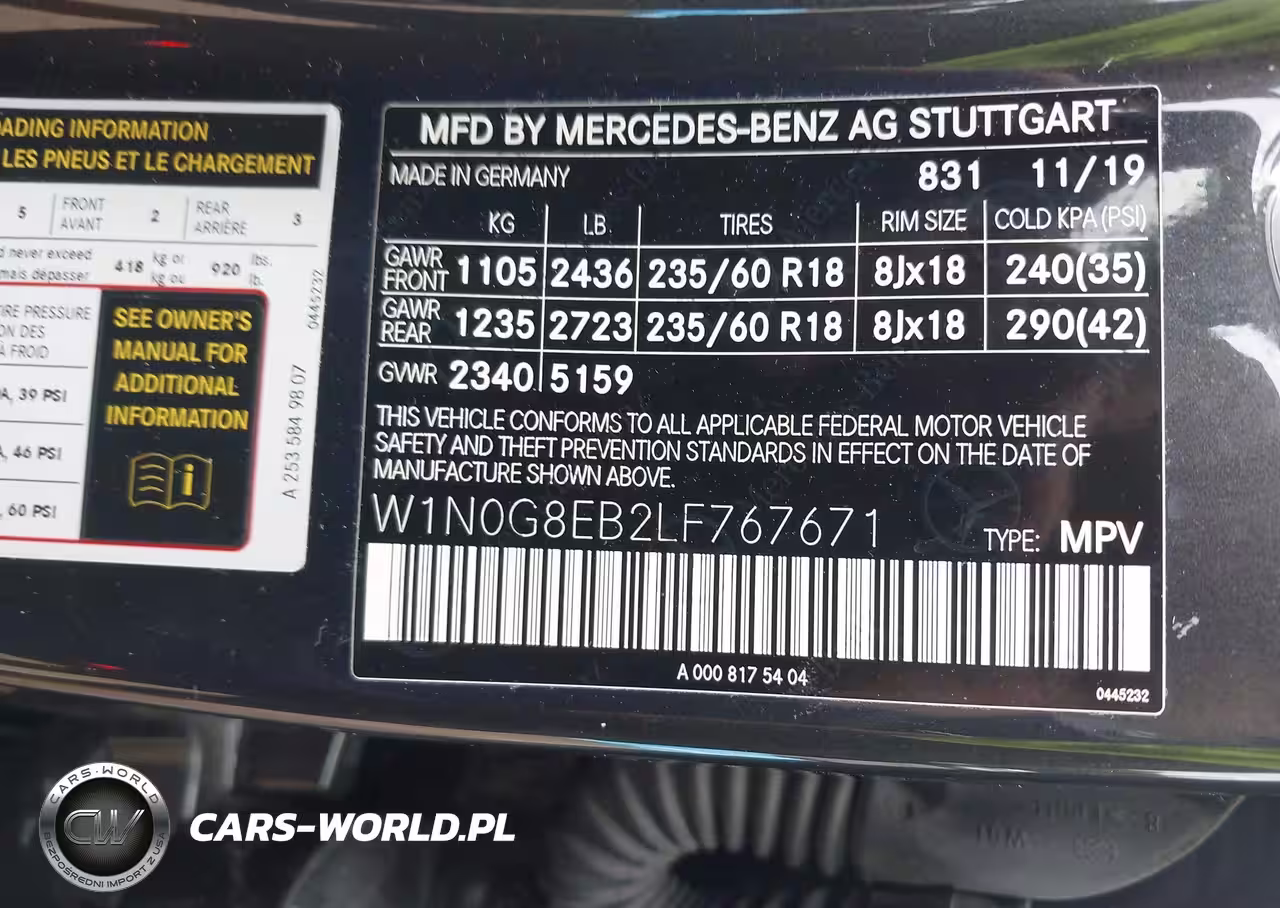 ADING INFORMATION
LES PNEUS ET LE CHARGEMENT
5 FRONT AVANT 2 REAR ARRIÈRE 3
d never exceed
mais dépasser
418 kg or kg ou 920 lbs. lb.
IRE PRESSURE
ON DES
À FROID
A, 39 PSI
, 46 PSI
, 60 PSI
SEE OWNER'S
MANUAL FOR
ADDITIONAL
INFORMATION
A 253 584 98 07
0445232
MFD BY MERCEDES-BENZ AG STUTTGART
MADE IN GERMANY 831 11/19
KG LB TIRES RIM SIZE COLD KPA (PSI)
GAWR FRONT 1105 2436 235/60 R18 8Jx18 240(35)
GAWR REAR 1235 2723 235/60 R18 8Jx18 290(42)
GVWR 2340 5159
THIS VEHICLE CONFORMS TO ALL APPLICABLE FEDERAL MOTOR VEHICLE
SAFETY AND THEFT PREVENTION STANDARDS IN EFFECT ON THE DATE OF
MANUFACTURE SHOWN ABOVE.
W1N0G8EB2LF767671 TYPE: MPV
A 000 817 54 04
0445232
CARS-WORLD
CW
BEZPOŚREDNI IMPORT Z USA
CARS-WORLD.PL